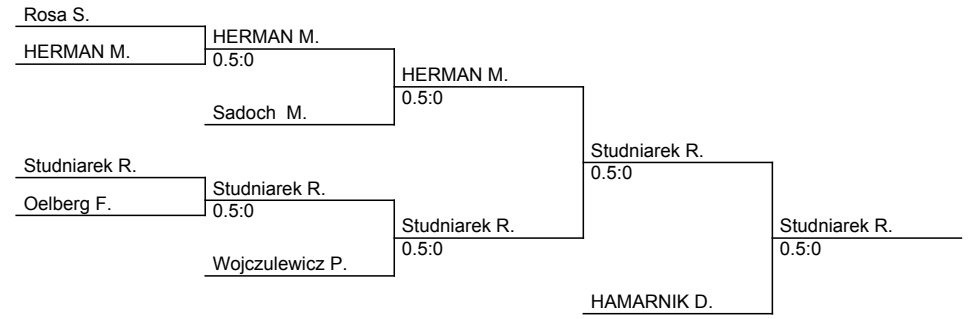 Rosa S.
HERMAN M.
HERMAN M.
0.5:0
HERMAN M.
0.5:0
Sadoch M.
Studniarek R.
0.5:0
Studniarek R.
Studniarek R.
0.5:0
Oelberg F.
Studniarek R.
0.5:0
Studniarek R.
0.5:0
Wojczulewicz P.
HAMARNIK D.